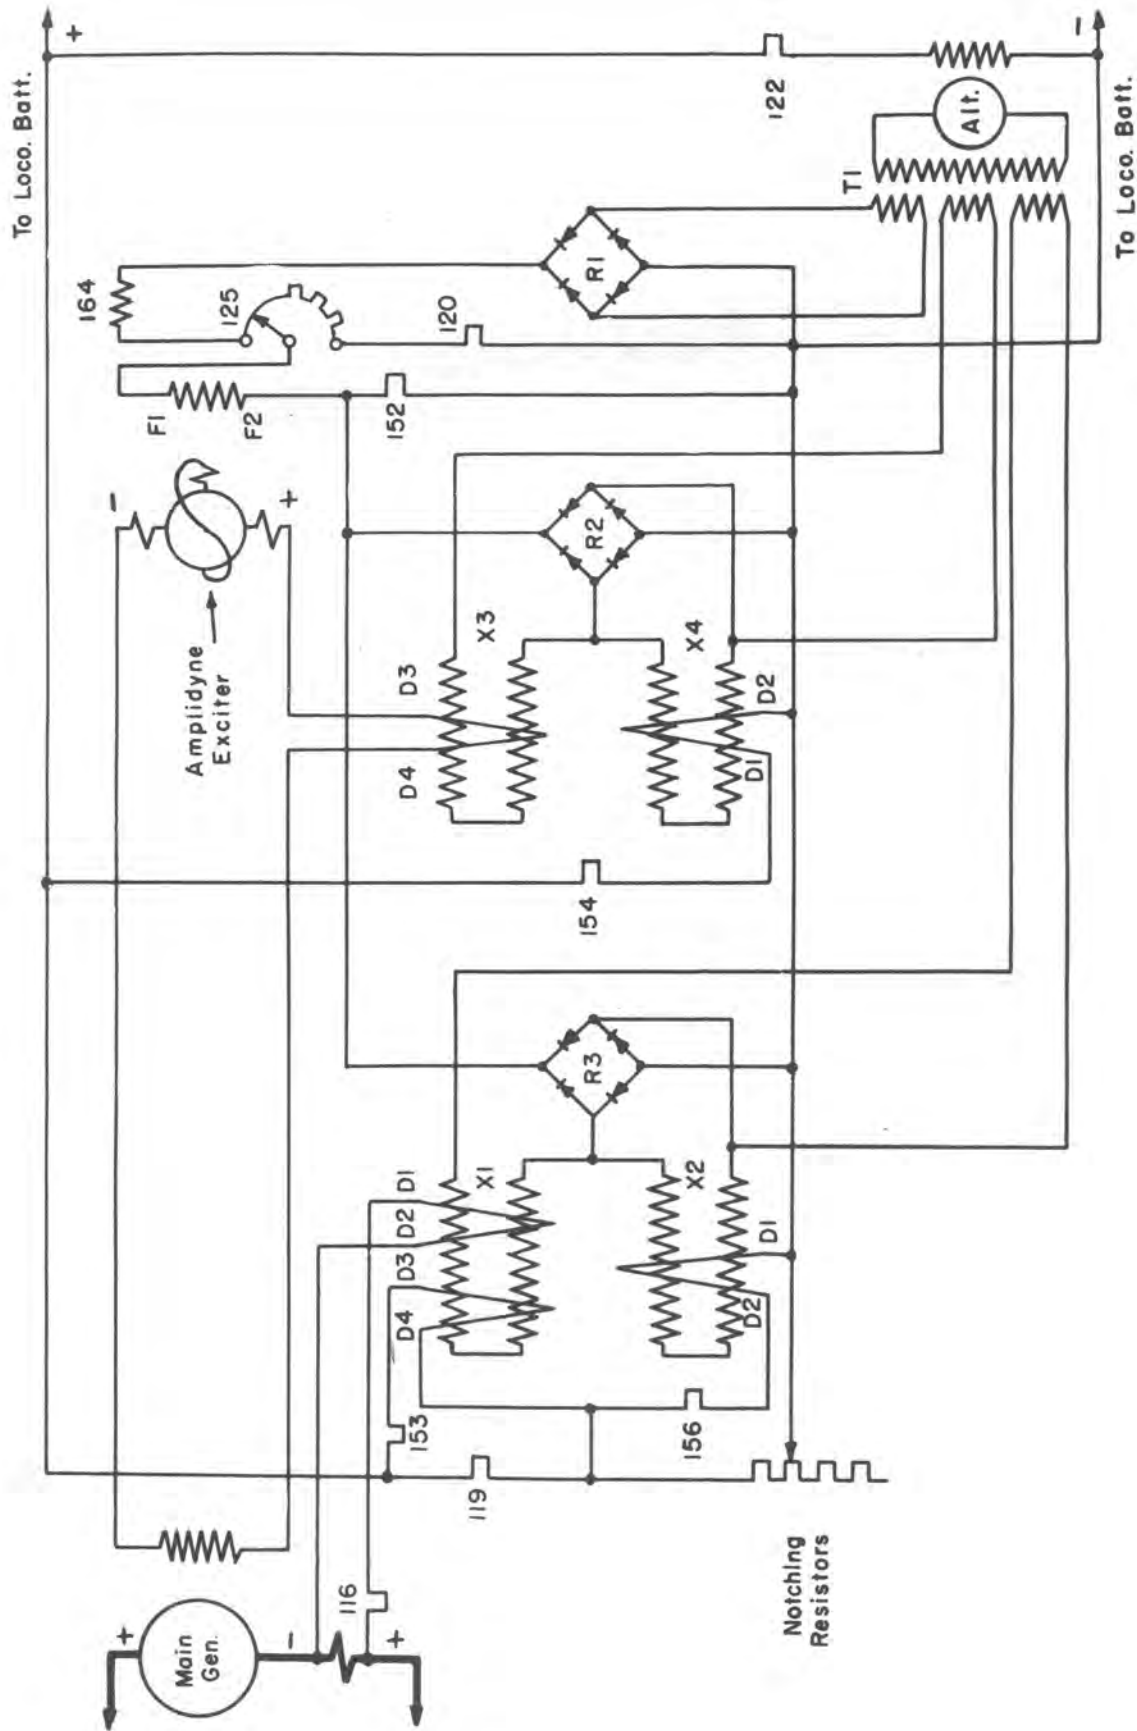 To Loco. Batt.
+
164
F1
125
F2
-
+
Amplidyne
Exciter
+
Main
Gen.
-
+
116
120
152
D4 D3
X3
D4 D3 D2 D1
X1
153
119
R1
R2
R3
154
X4
X2
156
D1 D2
D2 D1
122
Notching
Resistors
T1
Alt.
-
To Loco. Batt.